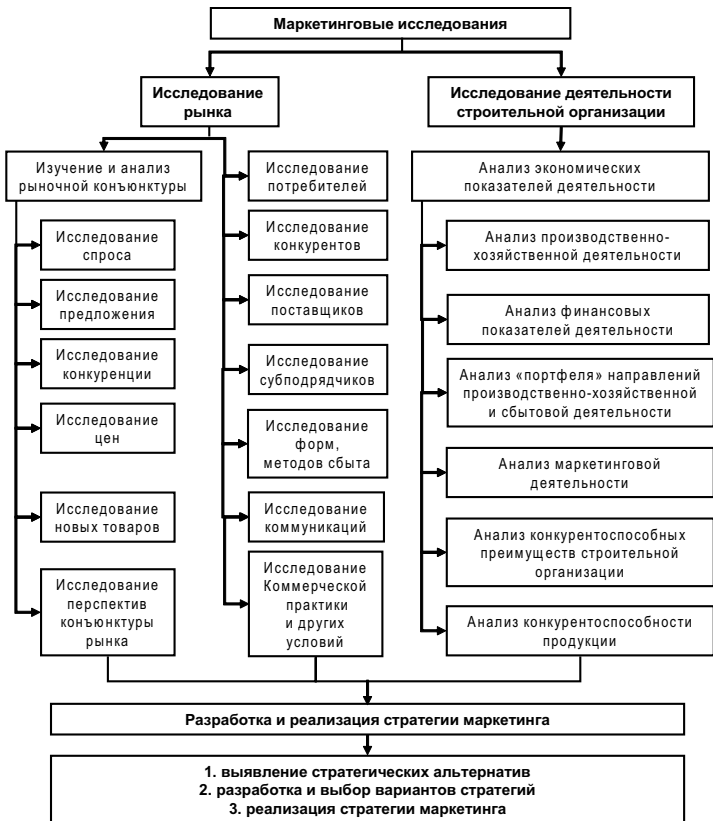 Маркетинговые исследования
Исследование
рынка
Исследование деятельности
строительной организации
Изучение и анализ
рыночной конъюнктуры
Исследование
спроса
Исследование
предложения
Исследование
конкуренции
Исследование
цен
Исследование
новых товаров
Исследование
перспектив
конъюнктуры
рынка
Исследование
потребителей
Исследование
конкурентов
Исследование
поставщиков
Исследование
субподрядчиков
Исследование
форм,
методов сбыта
Исследование
коммуникаций
Исследование
Коммерческой
практики
и других
условий
Анализ экономических
показателей деятельности
Анализ производственно-
хозяйственной деятельности
Анализ финансовых
показателей деятельности
Анализ «портфеля» направлений
производственно-хозяйственной
и сбытовой деятельности
Анализ маркетинговой
деятельности
Анализ конкурентоспособных
преимуществ строительной
организации
Анализ конкурентоспособности
продукции
Разработка и реализация стратегии маркетинга
1. выявление стратегических альтернатив
2. разработка и выбор вариантов стратегий
3. реализация стратегии маркетинга